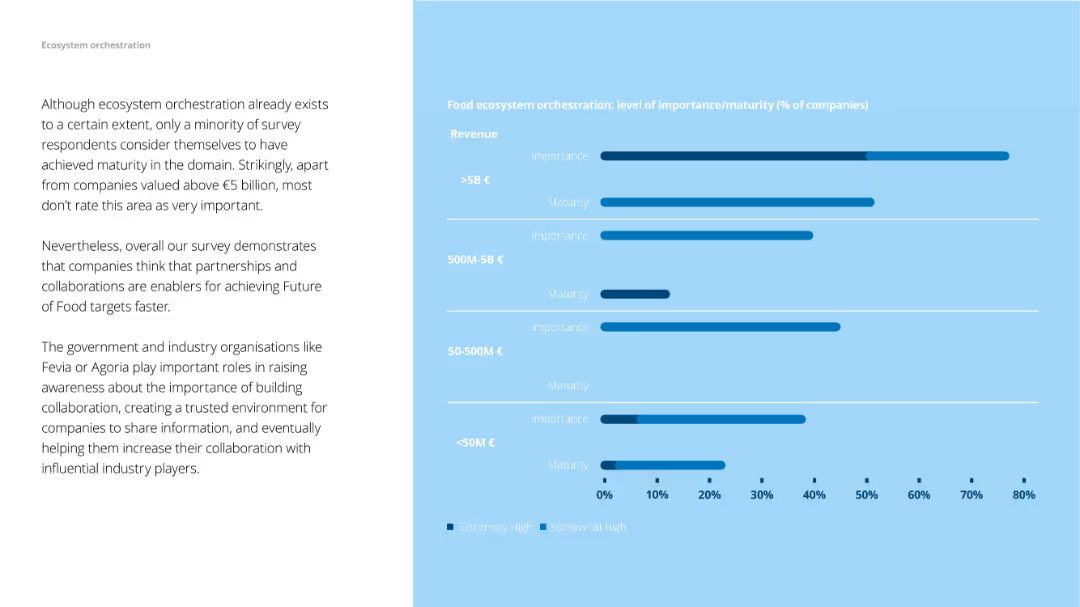 Ecosystem orchestration
Although ecosystem orchestration already exists
to a certain extent, only a minority of survey
respondents consider themselves to have
achieved maturity in the domain. Strikingly, apart
from companies valued above €5 billion, most
don't rate this area as very important.
Nevertheless, overall our survey demonstrates
that companies think that partnerships and
collaborations are enablers for achieving Future
of Food targets faster.
The government and industry organisations like
Fevia or Agoria play important roles in raising
awareness about the importance of building
collaboration, creating a trusted environment for
companies to share information, and eventually
helping them increase their collaboration with
influential industry players.
Food ecosystem orchestration: level of importance/maturity (% of companies)
Revenue
Importance
>5B €
Maturity
Importance
500M-5B €
Maturity
Importance
50-500M €
Maturity
Importance
<50M €
Maturity
0% 10% 20% 30% 40% 50% 60% 70% 80%
Extremely High Somewhat high